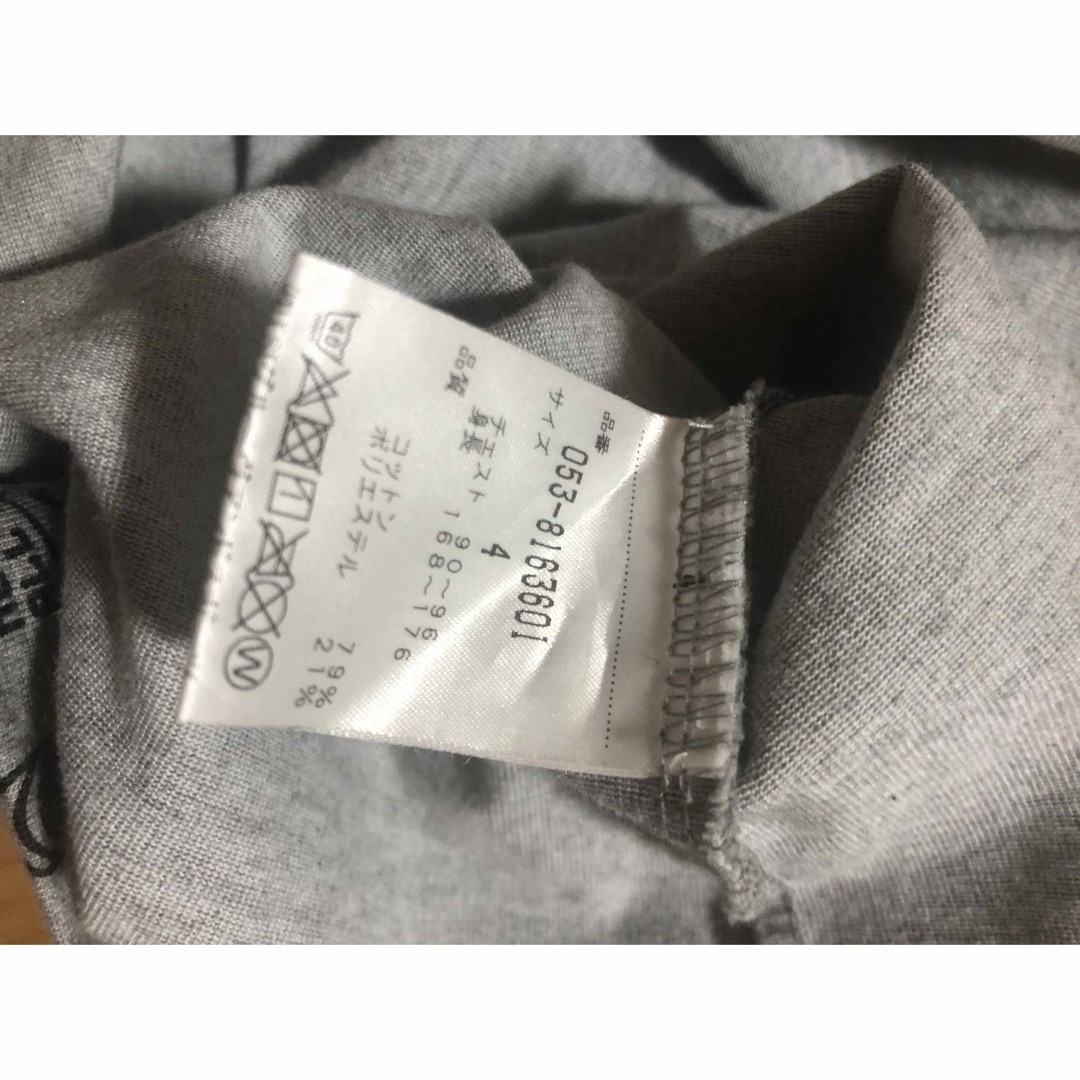 品番 053-8163601
サイズ 4
チェスト 90~96
身長 168~176
品質
コットン 79%
ポリエステル 21%
40
W